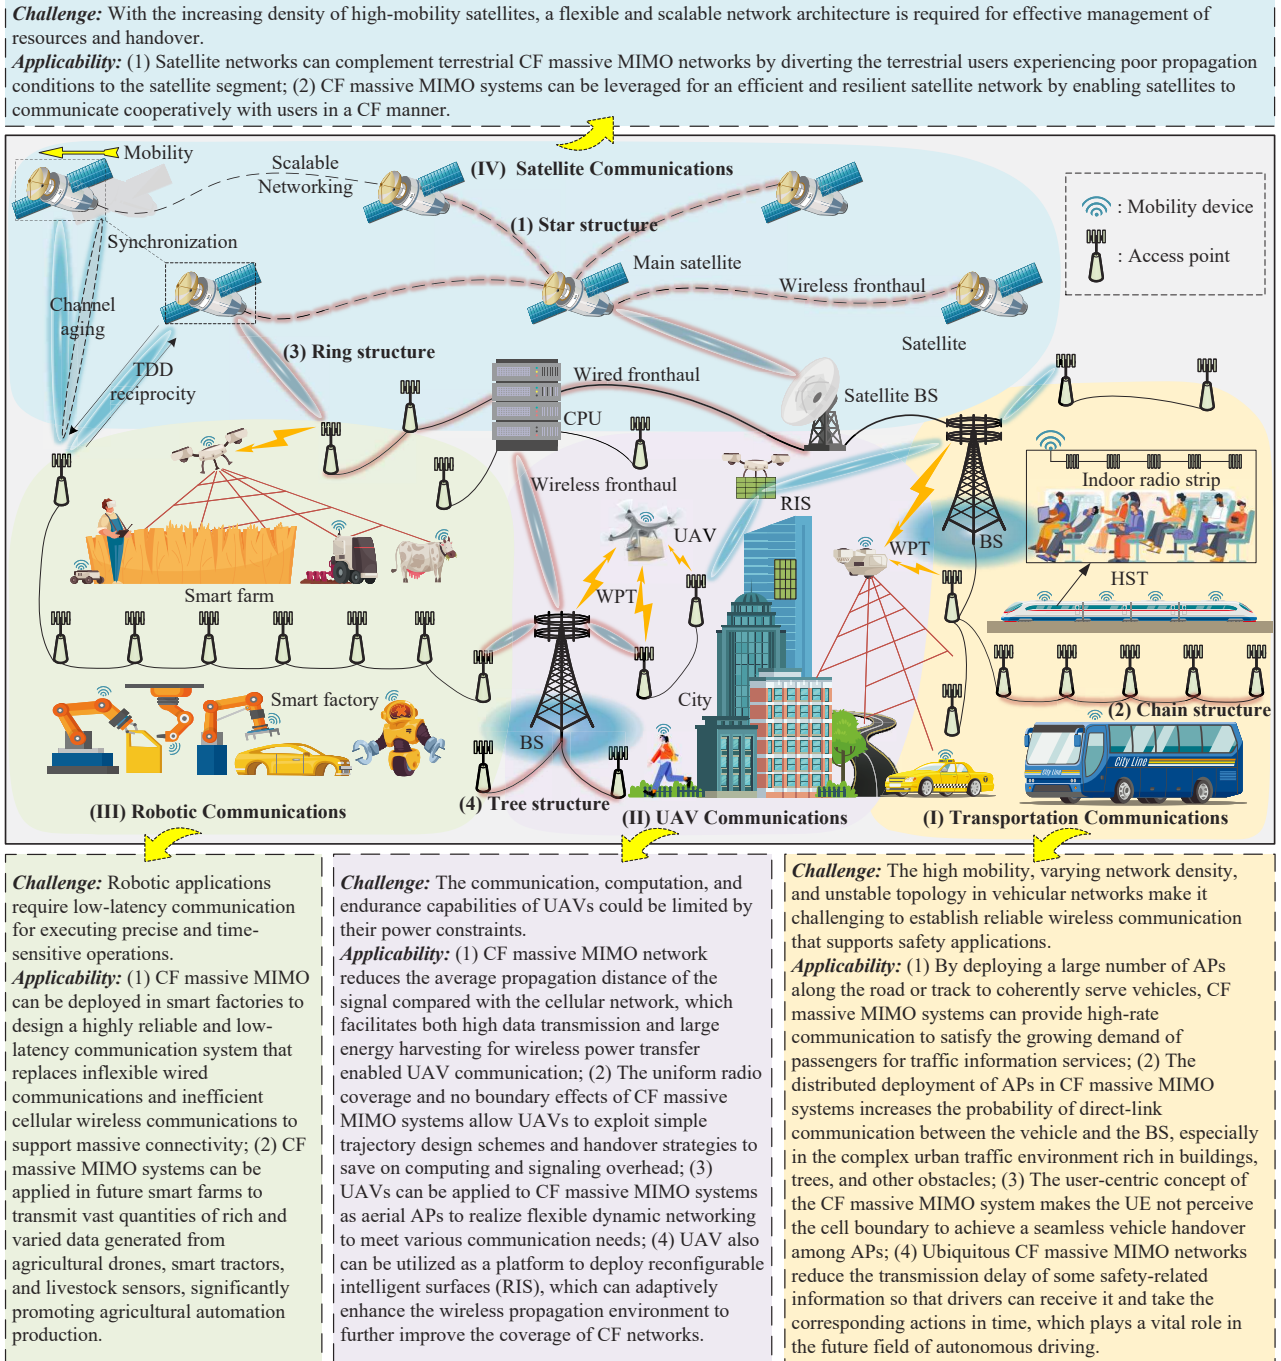 Challenge: With the increasing density of high-mobility satellites, a flexible and scalable network architecture is required for effective management of
resources and handover.
Applicability: (1) Satellite networks can complement terrestrial CF massive MIMO networks by diverting the terrestrial users experiencing poor propagation
conditions to the satellite segment; (2) CF massive MIMO systems can be leveraged for an efficient and resilient satellite network by enabling satellites to
communicate cooperatively with users in a CF manner.
Mobility
Scalable
Networking
(IV) Satellite Communications
: Mobility device
: Access point
(1) Star structure
Synchronization
Main satellite
Wireless fronthaul
Channel
aging
Satellite
(3) Ring structure
TDD
reciprocity
Wired fronthaul
CPU
Satellite BS
Wireless fronthaul
RIS
Indoor radio strip
UAV
WPT
BS
HST
Smart farm
WPT
City
Smart factory
BS
(2) Chain structure
City Line
City Line
(4) Tree structure
(III) Robotic Communications
(II) UAV Communications
(I) Transportation Communications
Challenge: Robotic applications
require low-latency communication
for executing precise and time-
sensitive operations.
Applicability: (1) CF massive MIMO
can be deployed in smart factories to
design a highly reliable and low-
latency communication system that
replaces inflexible wired
communications and inefficient
cellular wireless communications to
support massive connectivity; (2) CF
massive MIMO systems can be
applied in future smart farms to
transmit vast quantities of rich and
varied data generated from
agricultural drones, smart tractors,
and livestock sensors, significantly
promoting agricultural automation
production.
Challenge: The communication, computation, and
endurance capabilities of UAVs could be limited by
their power constraints.
Applicability: (1) CF massive MIMO network
reduces the average propagation distance of the
signal compared with the cellular network, which
facilitates both high data transmission and large
energy harvesting for wireless power transfer
enabled UAV communication; (2) The uniform radio
coverage and no boundary effects of CF massive
MIMO systems allow UAVs to exploit simple
trajectory design schemes and handover strategies to
save on computing and signaling overhead; (3)
UAVs can be applied to CF massive MIMO systems
as aerial APs to realize flexible dynamic networking
to meet various communication needs; (4) UAV also
can be utilized as a platform to deploy reconfigurable
intelligent surfaces (RIS), which can adaptively
enhance the wireless propagation environment to
further improve the coverage of CF networks.
Challenge: The high mobility, varying network density,
and unstable topology in vehicular networks make it
challenging to establish reliable wireless communication
that supports safety applications.
Applicability: (1) By deploying a large number of APs
along the road or track to coherently serve vehicles, CF
massive MIMO systems can provide high-rate
communication to satisfy the growing demand of
passengers for traffic information services; (2) The
distributed deployment of APs in CF massive MIMO
systems increases the probability of direct-link
communication between the vehicle and the BS, especially
in the complex urban traffic environment rich in buildings,
trees, and other obstacles; (3) The user-centric concept of
the CF massive MIMO system makes the UE not perceive
the cell boundary to achieve a seamless vehicle handover
among APs; (4) Ubiquitous CF massive MIMO networks
reduce the transmission delay of some safety-related
information so that drivers can receive it and take the
corresponding actions in time, which plays a vital role in
the future field of autonomous driving.